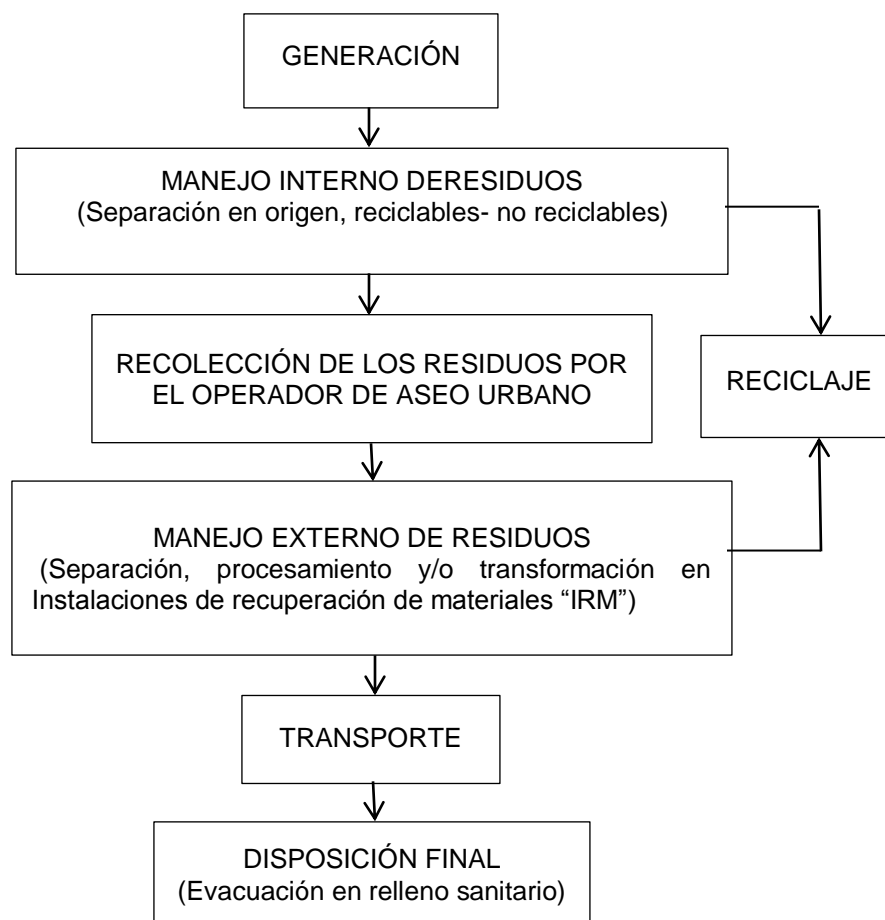 GENERACIÓN
MANEJO INTERNO DERESIDUOS
(Separación en origen, reciclables- no reciclables)
RECOLECCIÓN DE LOS RESIDUOS POR
EL OPERADOR DE ASEO URBANO
RECICLAJE
MANEJO EXTERNO DE RESIDUOS
(Separación, procesamiento y/o transformación en
Instalaciones de recuperación de materiales “IRM”)
TRANSPORTE
DISPOSICIÓN FINAL
(Evacuación en relleno sanitario)